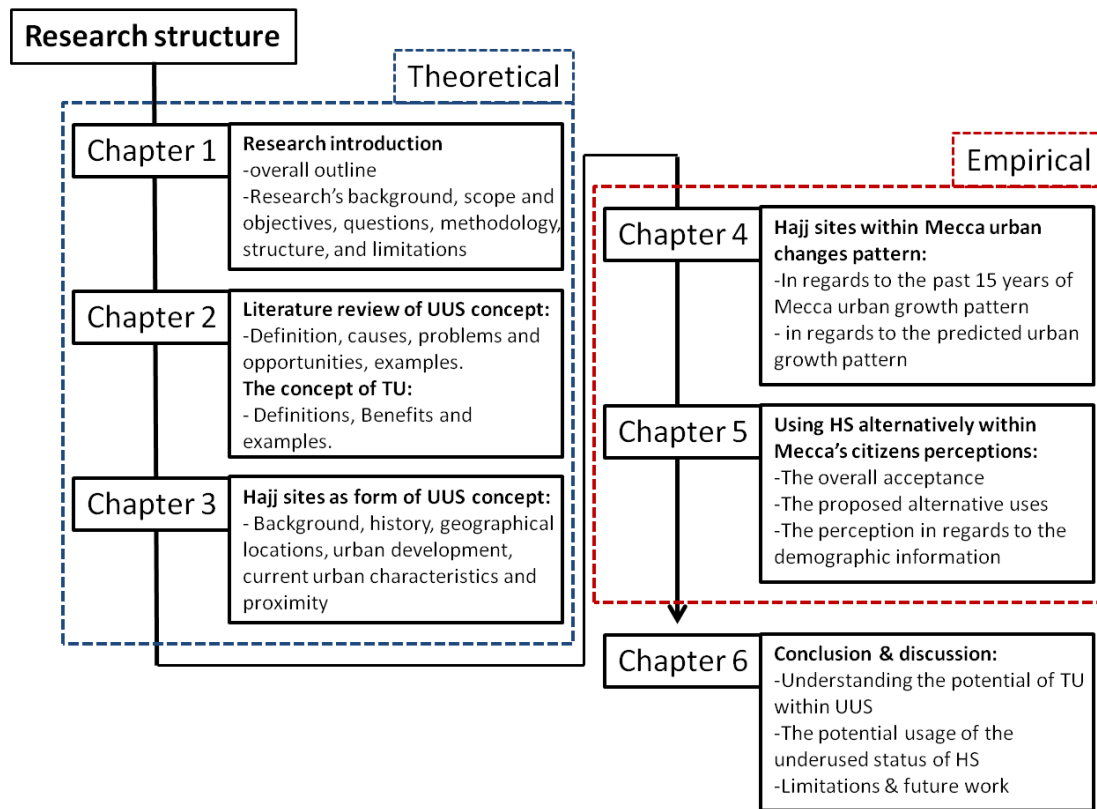 Research structure
Theoretical
Chapter 1
Research introduction
-overall outline
-Research's background, scope and
objectives, questions, methodology,
structure, and limitations
Chapter 2
Literature review of UUS concept:
-Definition, causes, problems and
opportunities, examples.
The concept of TU:
- Definitions, Benefits and
examples.
Chapter 3
Hajj sites as form of UUS concept:
- Background, history, geographical
locations, urban development,
current urban characteristics and
proximity
Empirical
Chapter 4
Hajj sites within Mecca urban
changes pattern:
-In regards to the past 15 years of
Mecca urban growth pattern
- in regards to the predicted urban
growth pattern
Chapter 5
Using HS alternatively within
Mecca's citizens perceptions:
-The overall acceptance
-The proposed alternative uses
-The perception in regards to the
demographic information
Chapter 6
Conclusion & discussion:
-Understanding the potential of TU
within UUS
-The potential usage of the
underused status of HS
-Limitations & future work